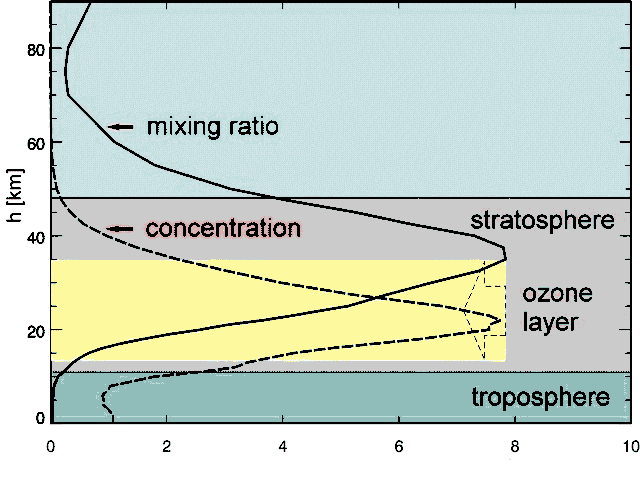 80
mixing ratio
60
h [km]
concentration
stratosphere
40
ozone
layer
20
troposphere
0
0 2 4 6 8 10